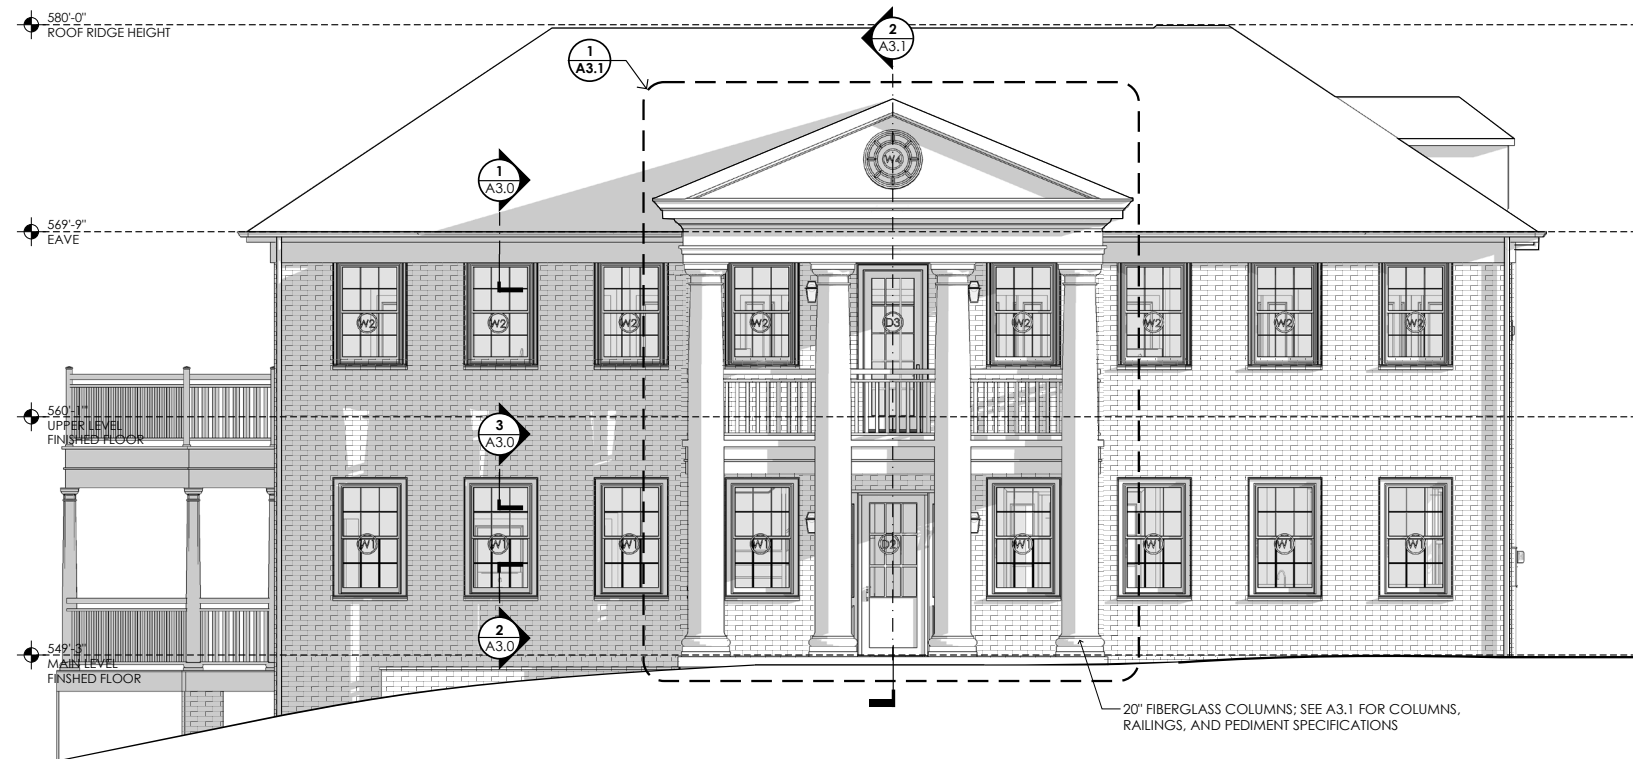 580'-0"
ROOF RIDGE HEIGHT
2
A3.1
1
A3.1
W4
1
A3.0
569'-9"
EAVE
W2
W2
W2
W2
D3
W2
W2
W2
W2
560'-1"
UPPER LEVEL
FINISHED FLOOR
3
A3.0
W1
W1
W1
W1
D2
W1
W1
W1
W1
2
A3.0
549'-3"
MAIN LEVEL
FINSHED FLOOR
20" FIBERGLASS COLUMNS; SEE A3.1 FOR COLUMNS,
RAILINGS, AND PEDIMENT SPECIFICATIONS